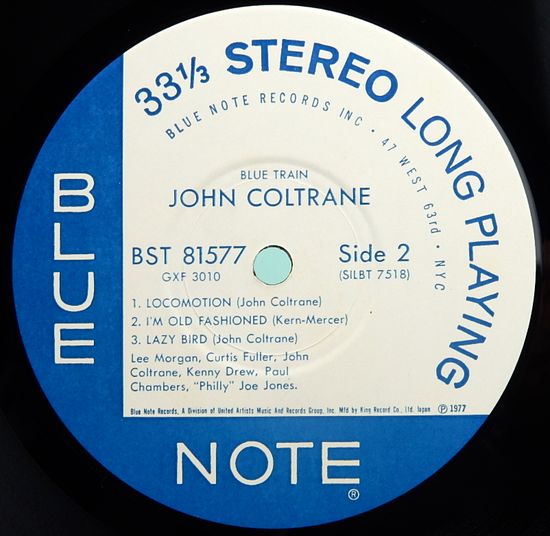 33⅓ STEREO LONG PLAYING
BLUE NOTE RECORDS INC • 47 WEST 63rd • NYC
BLUE TRAIN
JOHN COLTRANE
BST 81577
GXF 3010
Side 2
(SILBT 7518)
1. LOCOMOTION (John Coltrane)
2. I'M OLD FASHIONED (Kern-Mercer)
3. LAZY BIRD (John Coltrane)
Lee Morgan, Curtis Fuller, John
Coltrane, Kenny Drew, Paul
Chambers, "Philly" Joe Jones.
Blue Note Records, A Division of United Artists Music And Records Group, Inc. Mfd by King Record Co., Ltd. Japan ℗ 1977
BLUE
NOTE
®